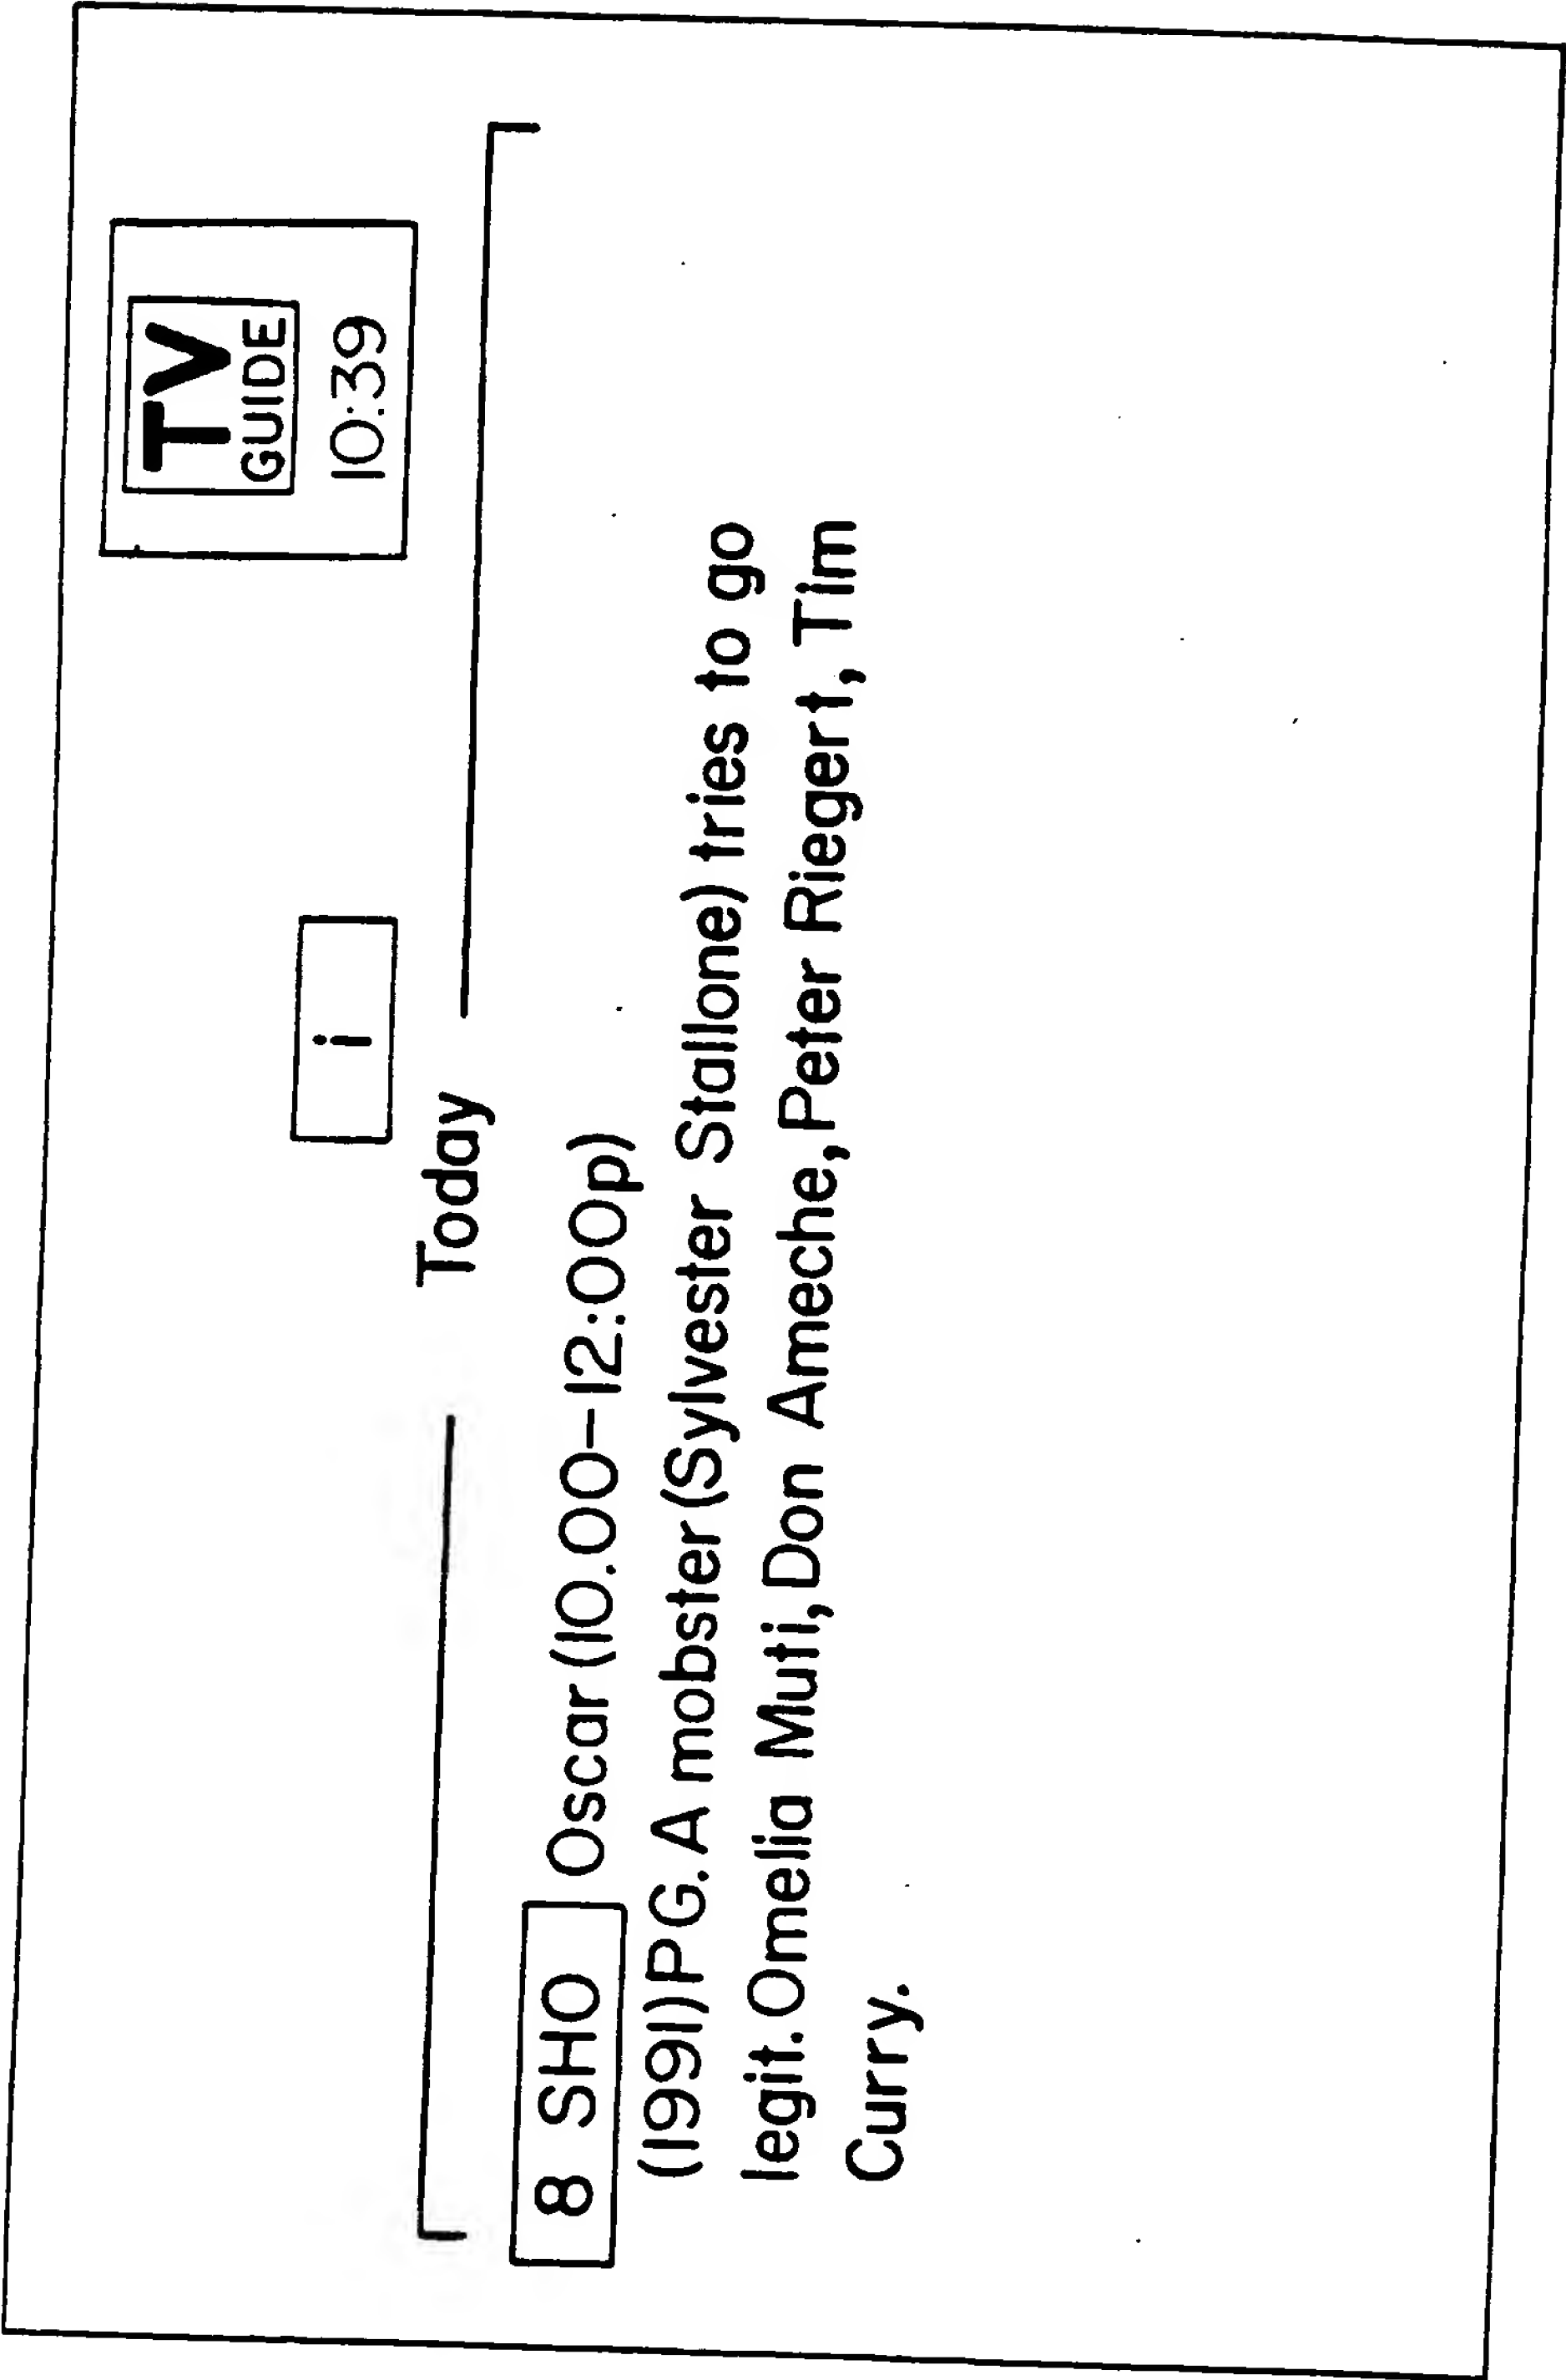 TV
GUIDE
10:39
i
Today
8 SHO Oscar (10.00-12:00p)
(1991) PG. A mobster (Sylvester Stallone) tries to go
legit. Omelia Muti, Don Ameche, Peter Riegert, Tim
Curry.